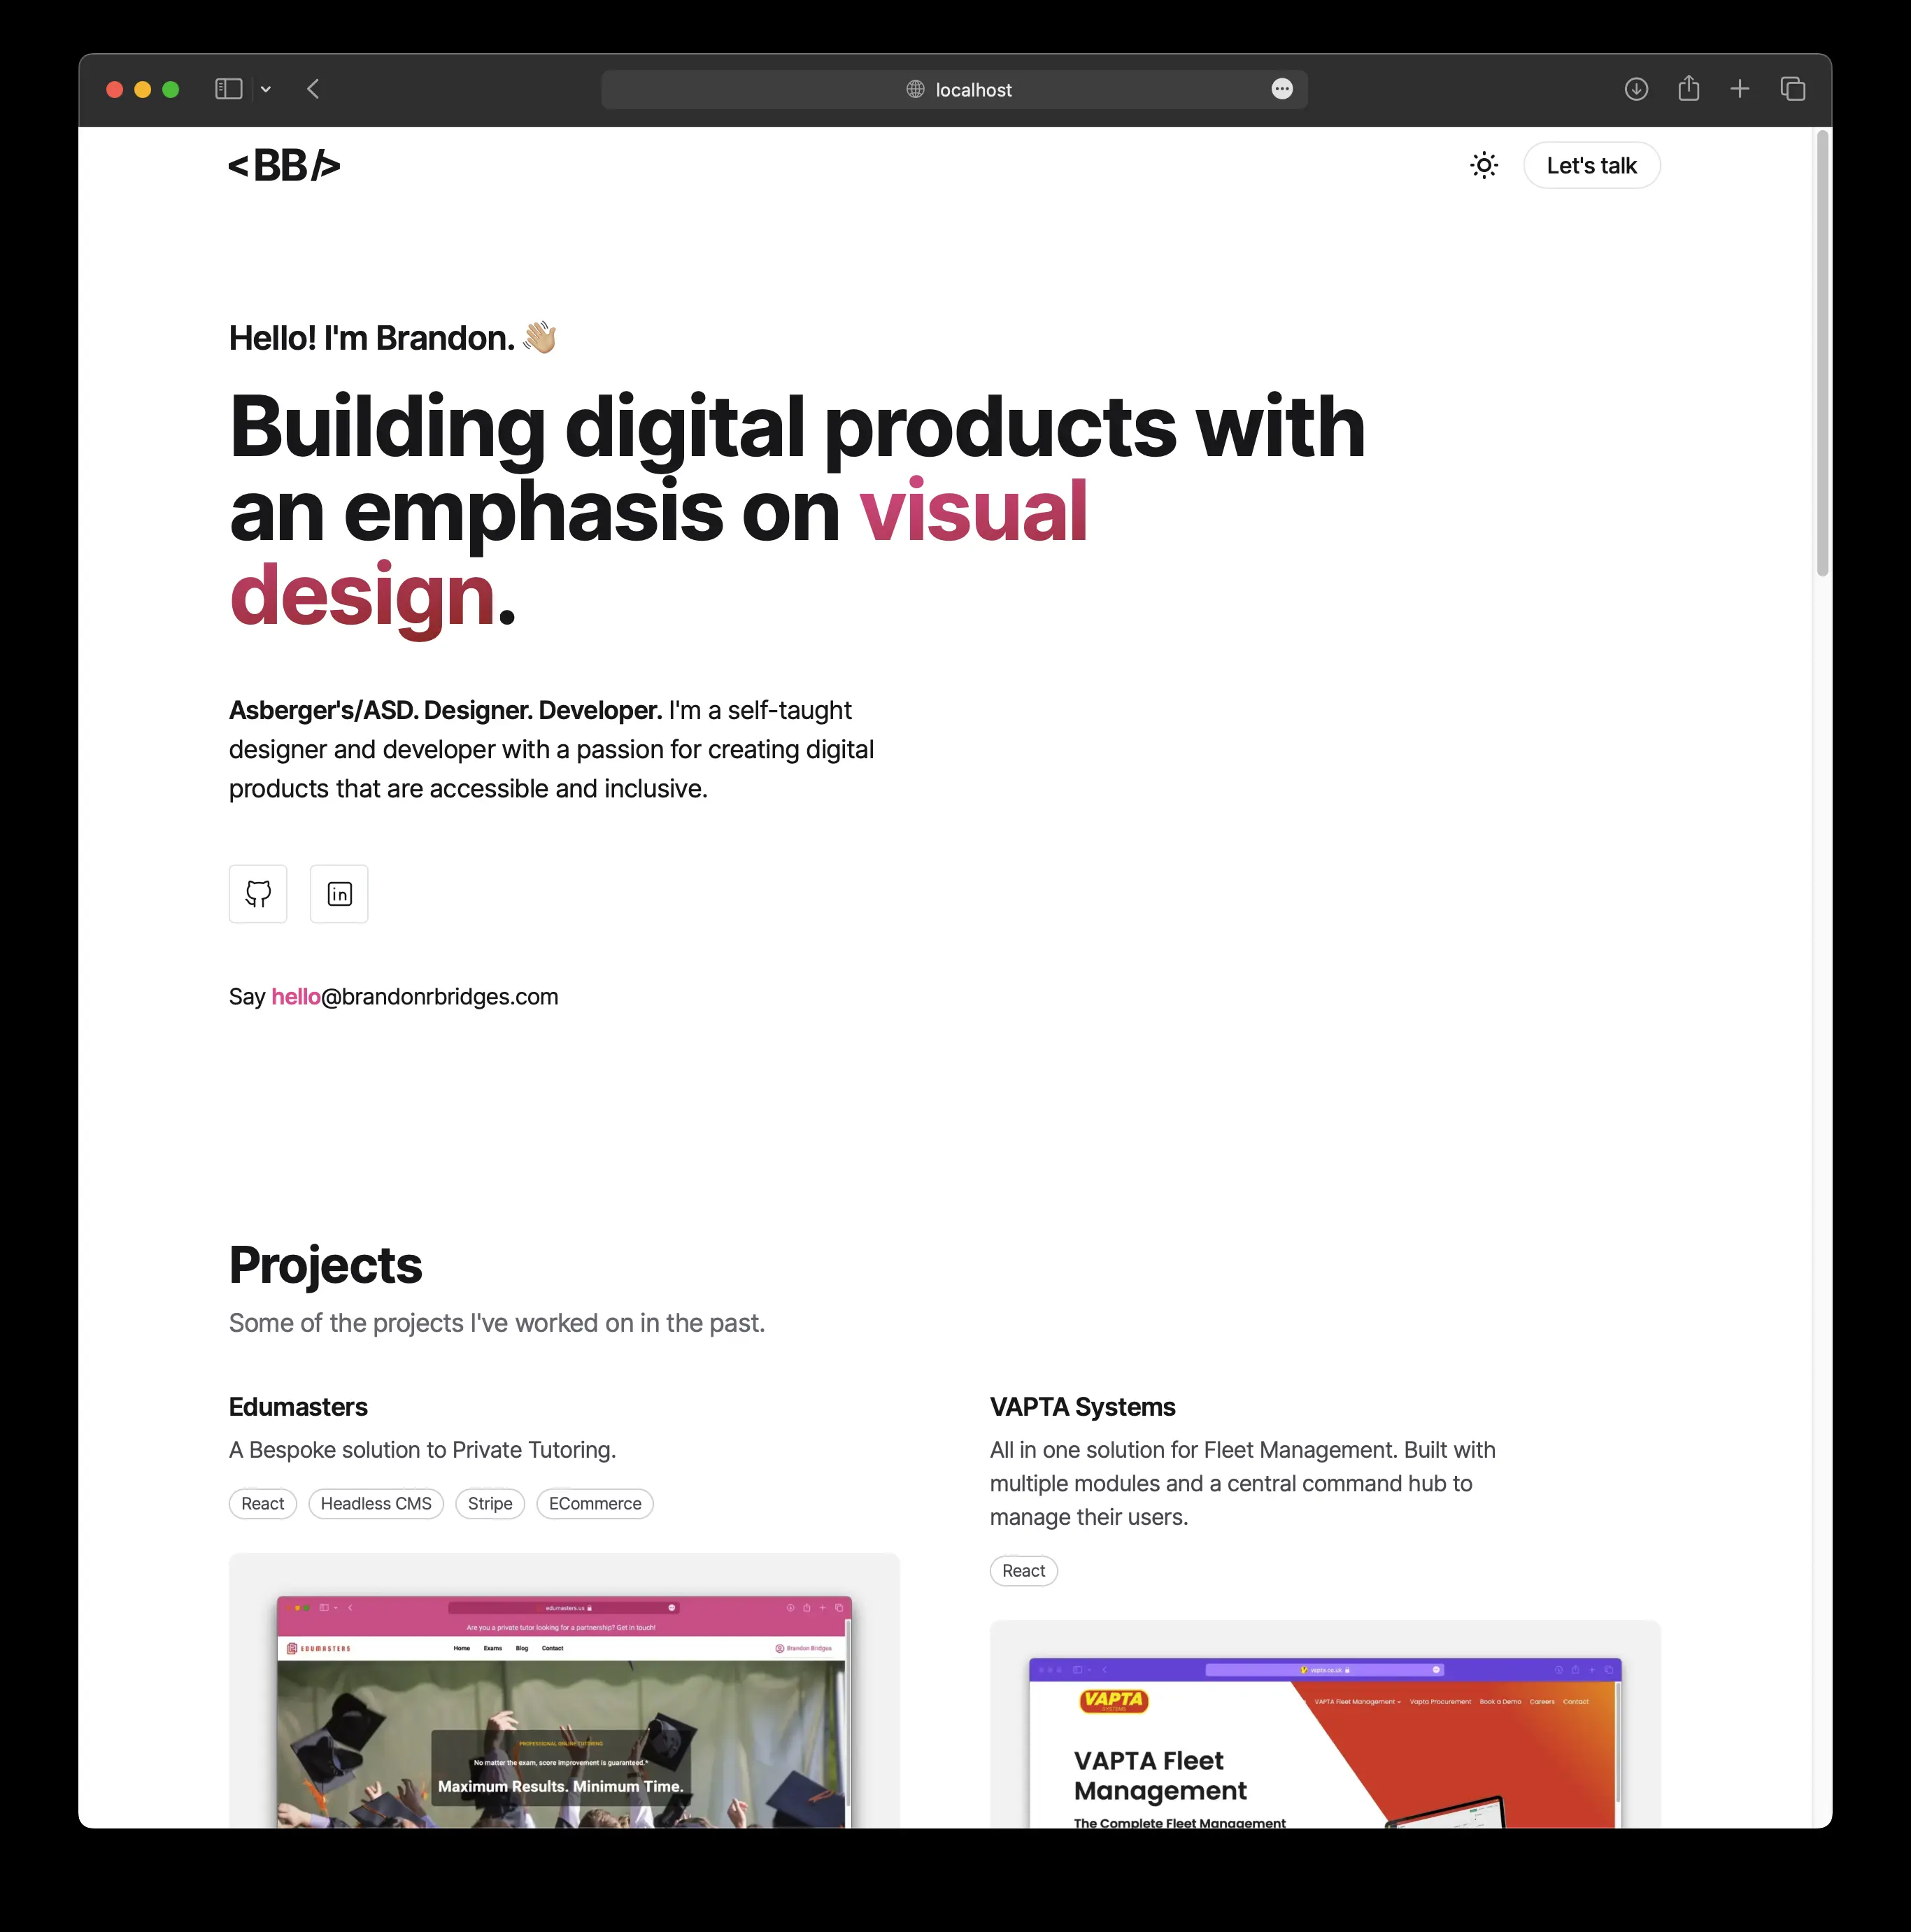 localhost
<BB/>
Let's talk
Hello! I'm Brandon. 👋🏼
Building digital products with
an emphasis on visual
design.
Asberger's/ASD. Designer. Developer. I'm a self-taught
designer and developer with a passion for creating digital
products that are accessible and inclusive.
in
Say hello@brandonrbridges.com
Projects
Some of the projects I've worked on in the past.
Edumasters
A Bespoke solution to Private Tutoring.
React Headless CMS Stripe ECommerce
edumasters.us
Are you a private tutor looking for a partnership? Get in touch!
EDUMASTERS Home Exams Blog Contact Brandon Bridges
PROFESSIONAL ONLINE TUTORING
No matter the exam, score improvement is guaranteed.*
Maximum Results. Minimum Time.
VAPTA Systems
All in one solution for Fleet Management. Built with
multiple modules and a central command hub to
manage their users.
React
vapta.co.uk
VAPTA
SYSTEMS
VAPTA Fleet Management Vapta Procurement Book a Demo Careers Contact
VAPTA Fleet
Management
The Complete Fleet Management